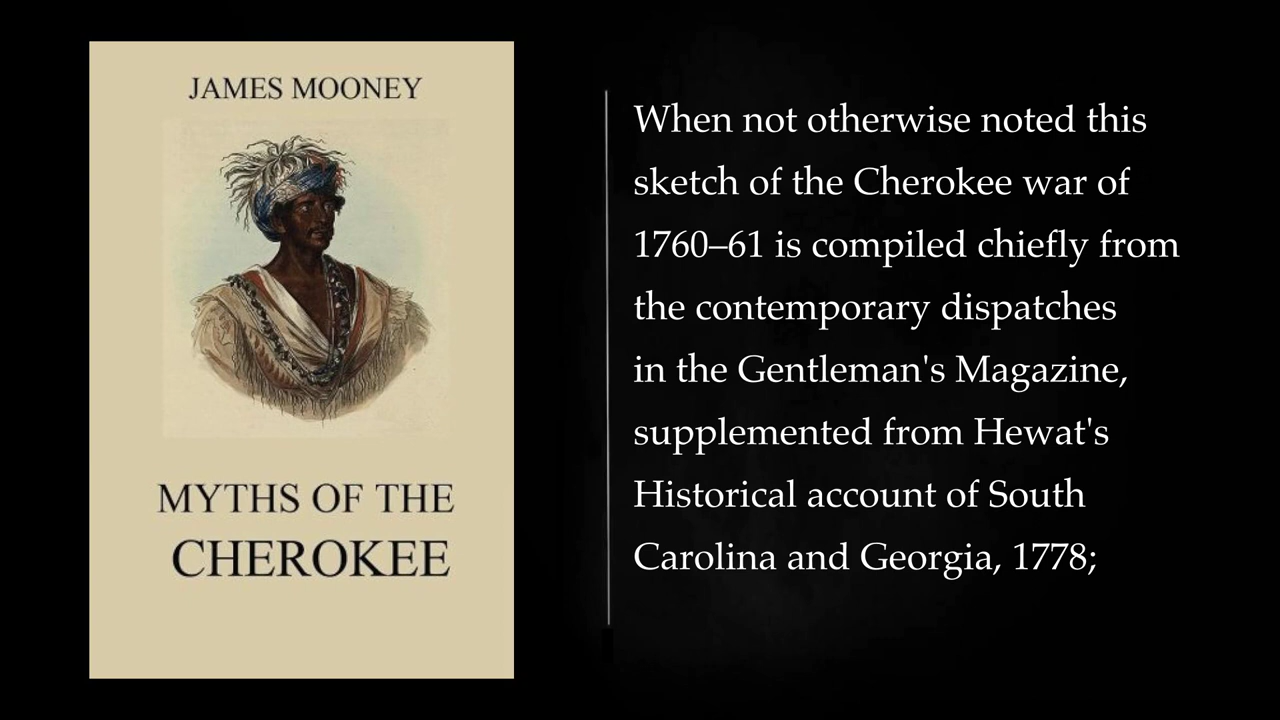 JAMES MOONEY
MYTHS OF THE
CHEROKEE
When not otherwise noted this
sketch of the Cherokee war of
1760–61 is compiled chiefly from
the contemporary dispatches
in the Gentleman's Magazine,
supplemented from Hewat's
Historical account of South
Carolina and Georgia, 1778;